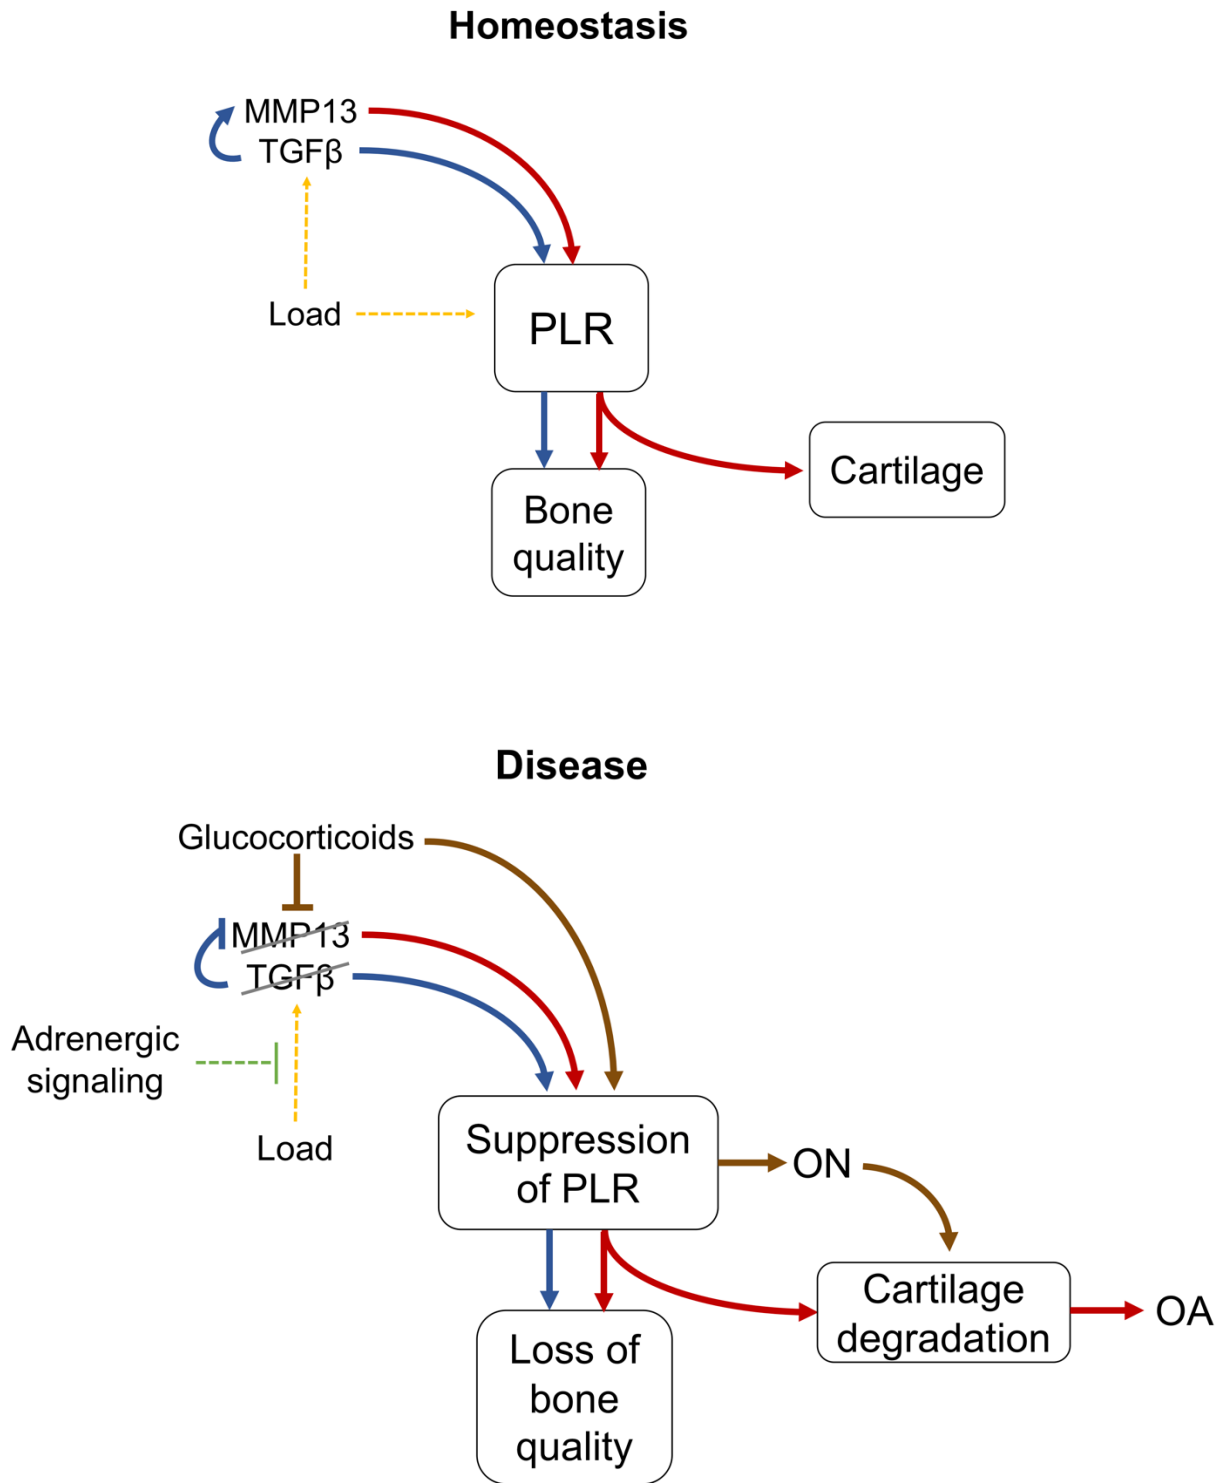 Homeostasis
MMP13
TGFβ
Load
PLR
Cartilage
Bone
quality
Disease
Glucocorticoids
MMP13
TGFβ
Adrenergic
signaling
Load
Suppression
of PLR
ON
Cartilage
degradation
OA
Loss of
bone
quality